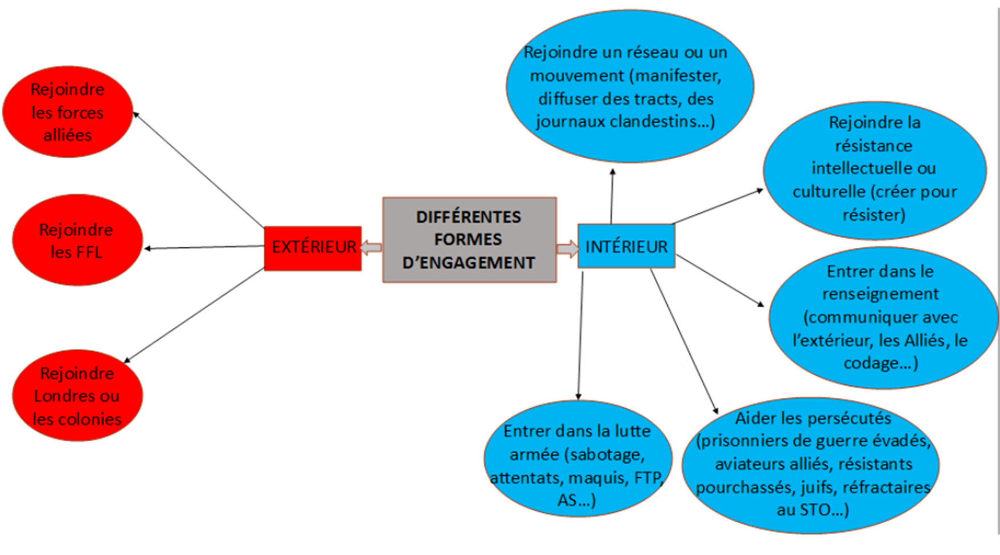 Rejoindre
les forces
alliées
Rejoindre
les FFL
Rejoindre
Londres ou
les colonies
EXTÉRIEUR
DIFFÉRENTES
FORMES
D’ENGAGEMENT
INTÉRIEUR
Rejoindre un réseau ou un
mouvement (manifester,
diffuser des tracts, des
journaux clandestins...)
Rejoindre la
résistance
intellectuelle ou
culturelle (créer pour
résister)
Entrer dans le
renseignement
(communiquer avec
l’extérieur, les Alliés, le
codage...)
Aider les persécutés
(prisonniers de guerre évadés,
aviateurs alliés, résistants
pourchassés, juifs, réfractaires
au STO...)
Entrer dans la lutte
armée (sabotage,
attentats, maquis, FTP,
AS...)